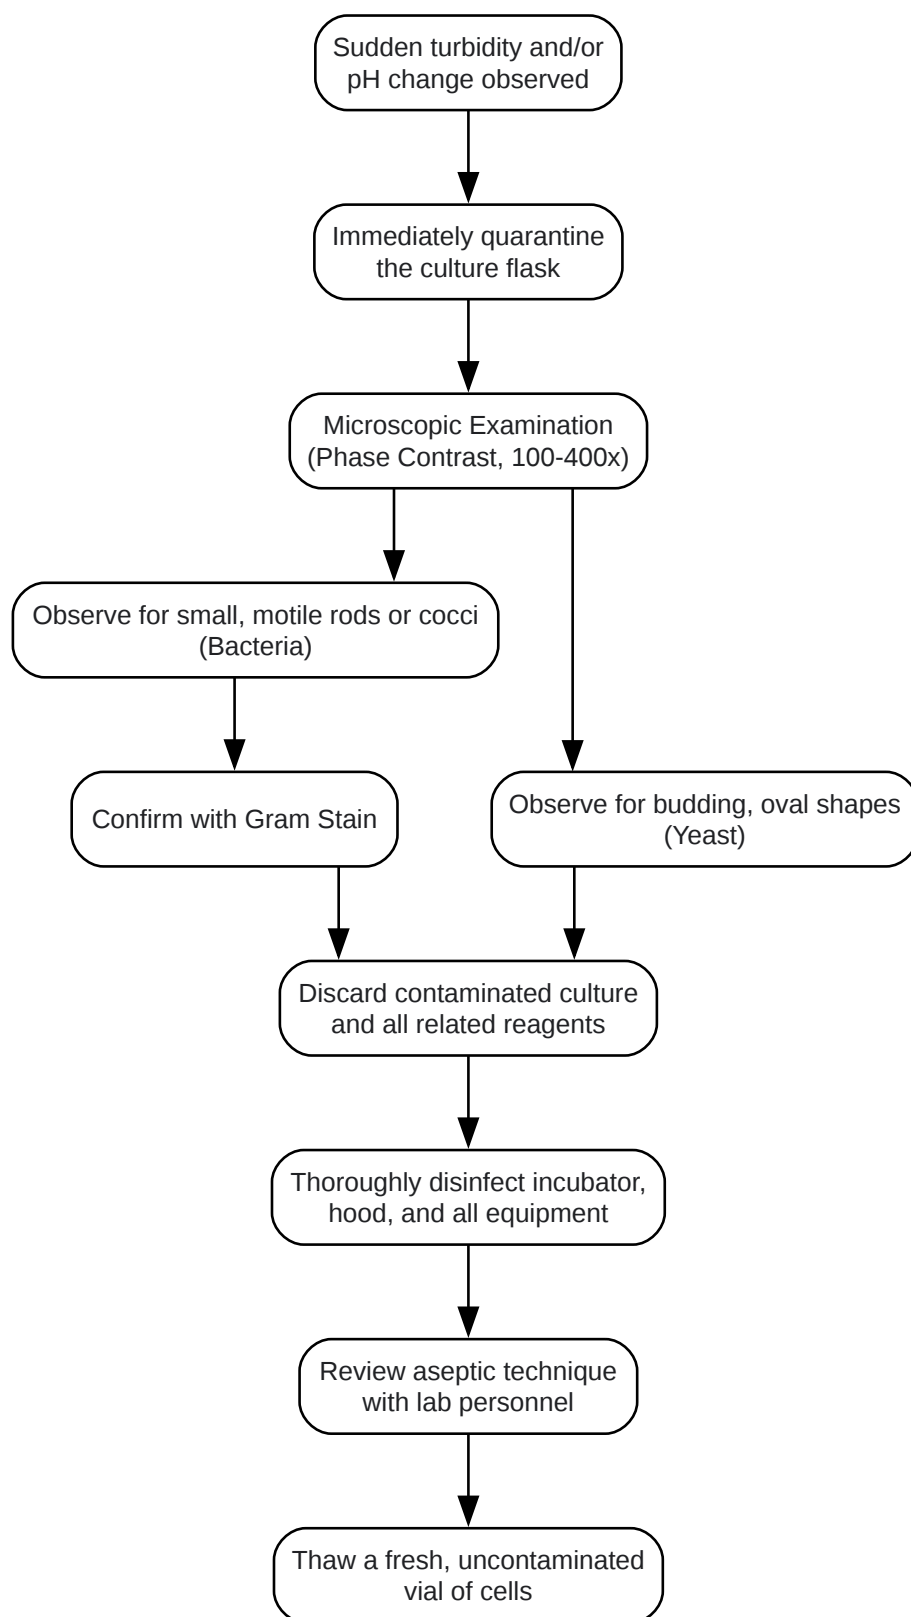 Sudden turbidity and/or
pH change observed
Immediately quarantine
the culture flask
Microscopic Examination
(Phase Contrast, 100-400x)
Observe for small, motile rods or cocci
(Bacteria)
Confirm with Gram Stain
Observe for budding, oval shapes
(Yeast)
Discard contaminated culture
and all related reagents
Thoroughly disinfect incubator,
hood, and all equipment
Review aseptic technique
with lab personnel
Thaw a fresh, uncontaminated
vial of cells